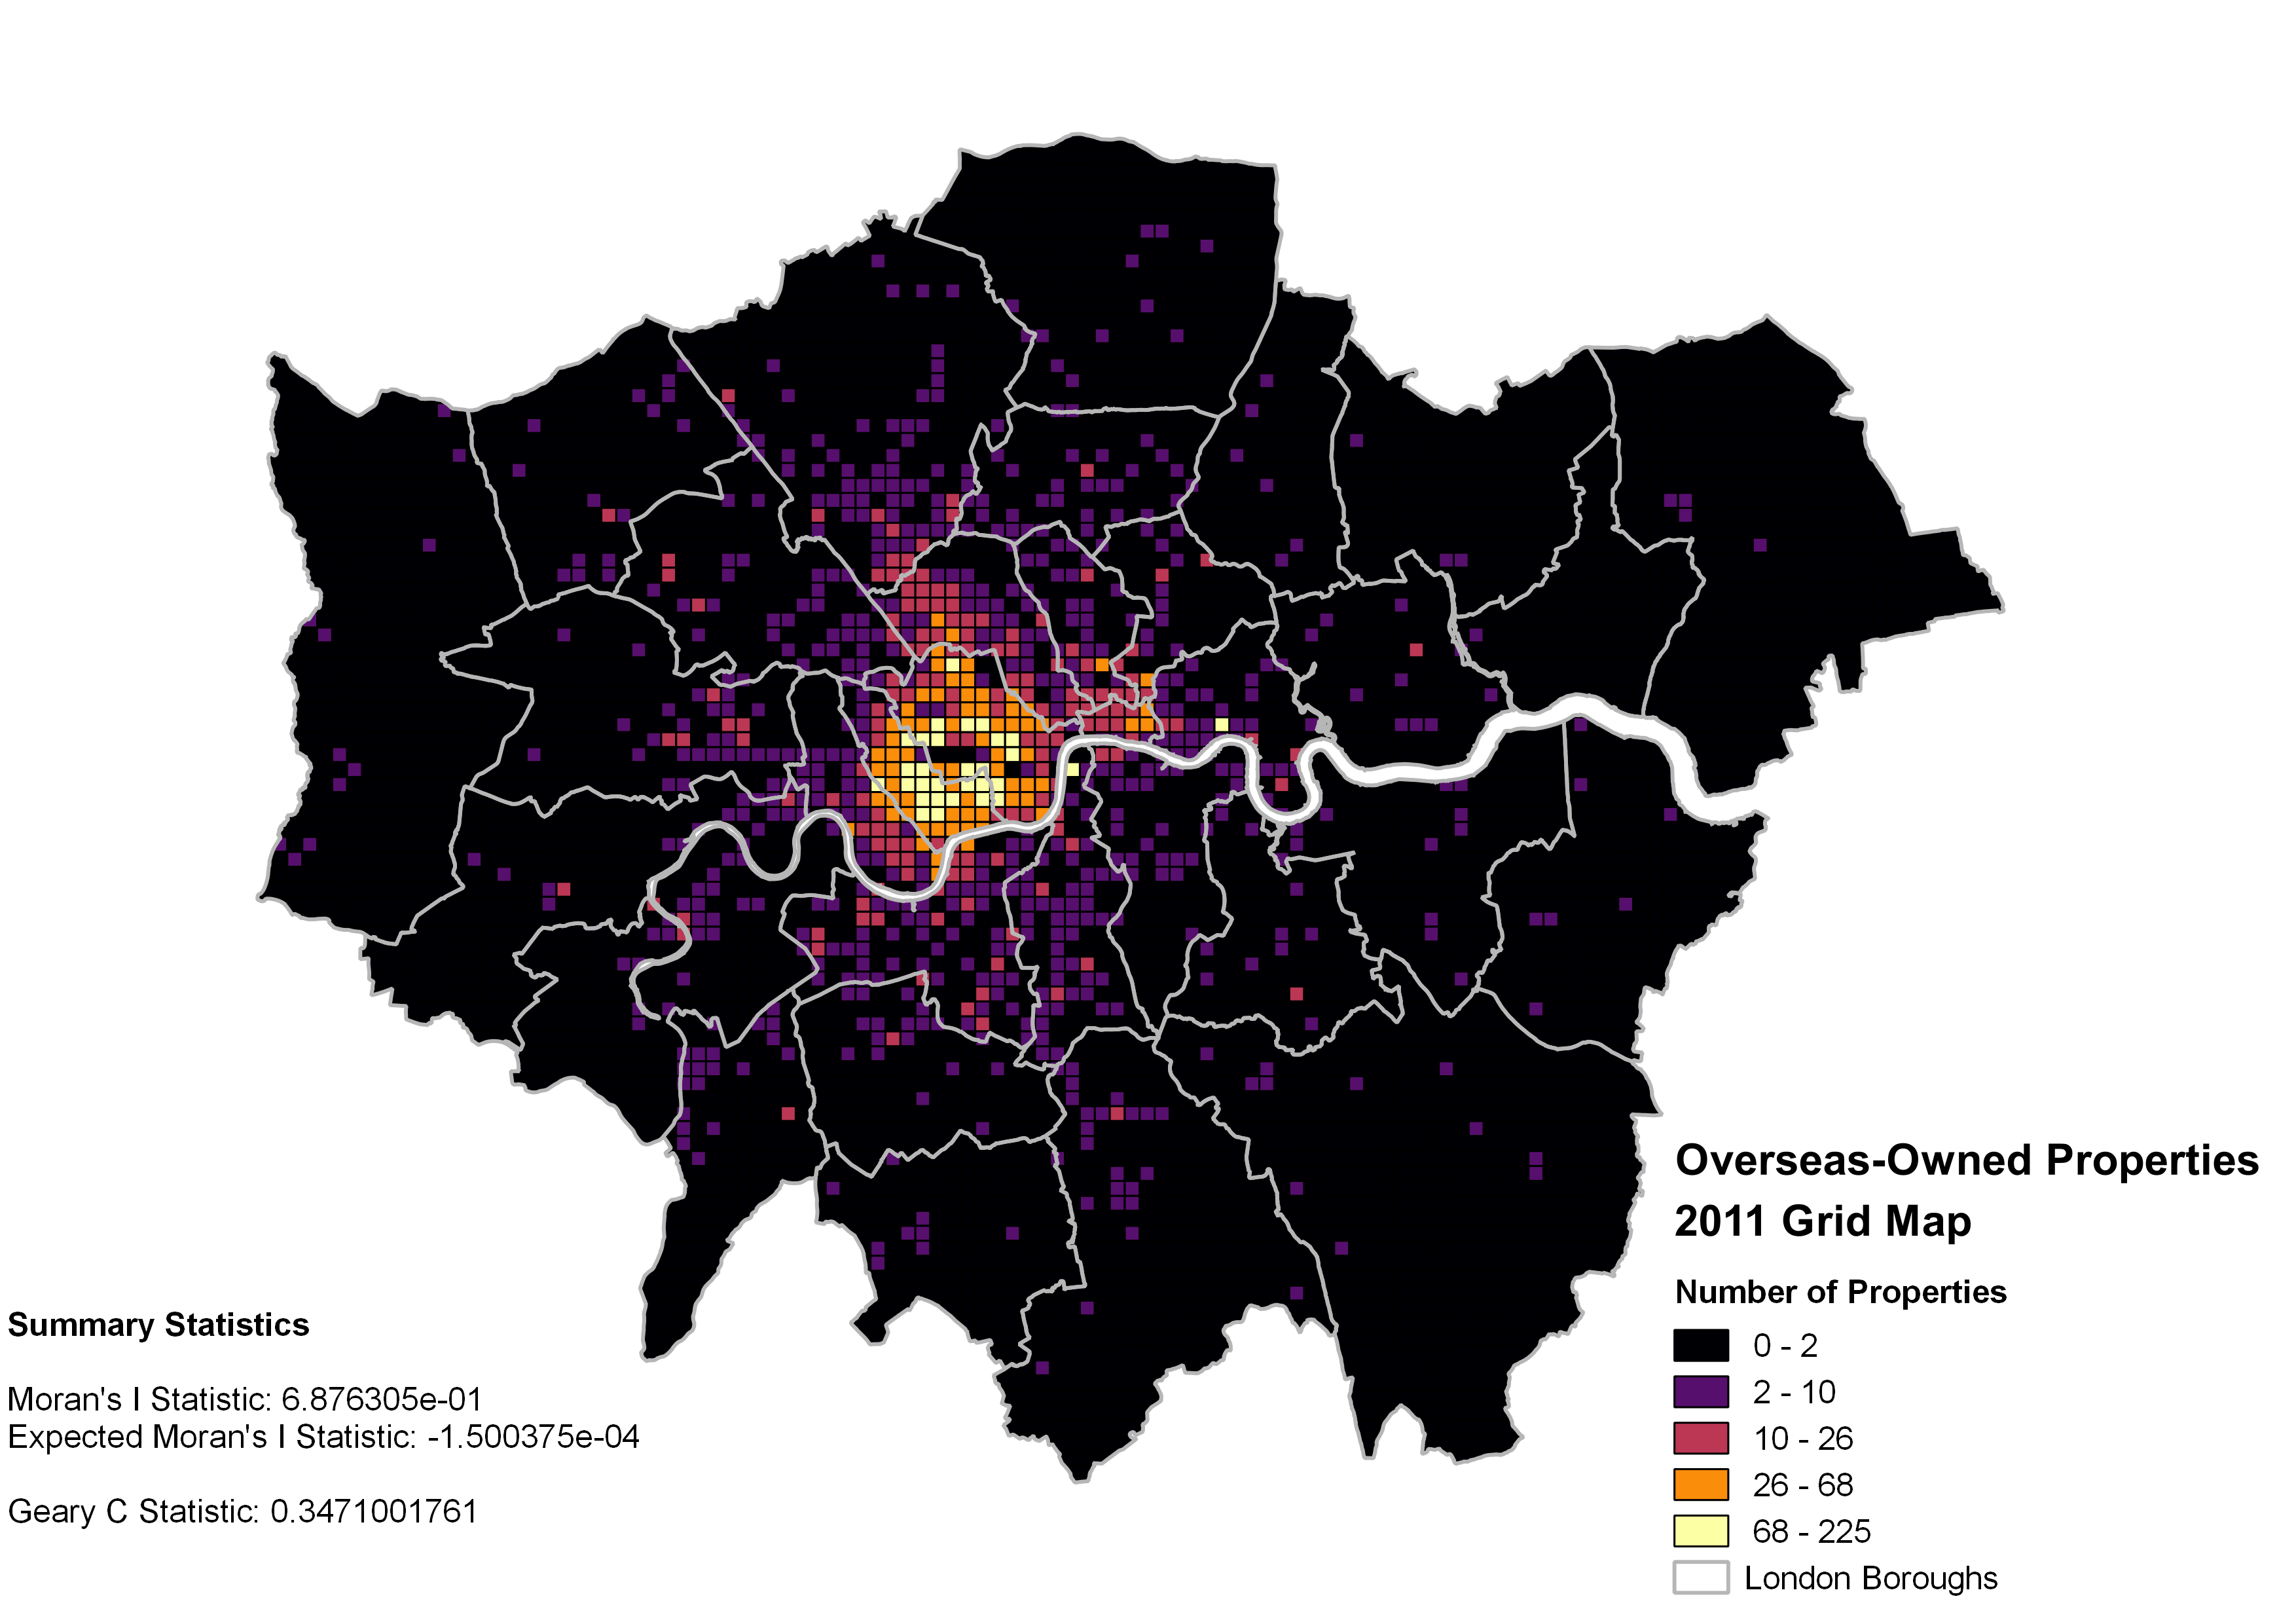 Overseas-Owned Properties
2011 Grid Map
Number of Properties
0 - 2
2 - 10
10 - 26
26 - 68
68 - 225
London Boroughs
Summary Statistics
Moran's I Statistic: 6.876305e-01
Expected Moran's I Statistic: -1.500375e-04
Geary C Statistic: 0.3471001761